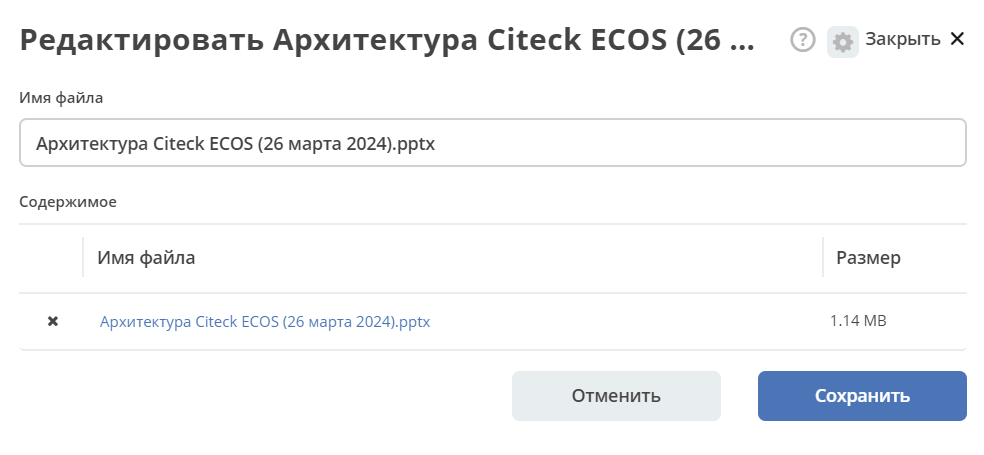 Редактировать Архитектура Citeck ECOS (26 ...
? Закрыть ✕
Имя файла
Архитектура Citeck ECOS (26 марта 2024).pptx
Содержимое
Имя файла Размер
✖ Архитектура Citeck ECOS (26 марта 2024).pptx 1.14 MB
Отменить Сохранить